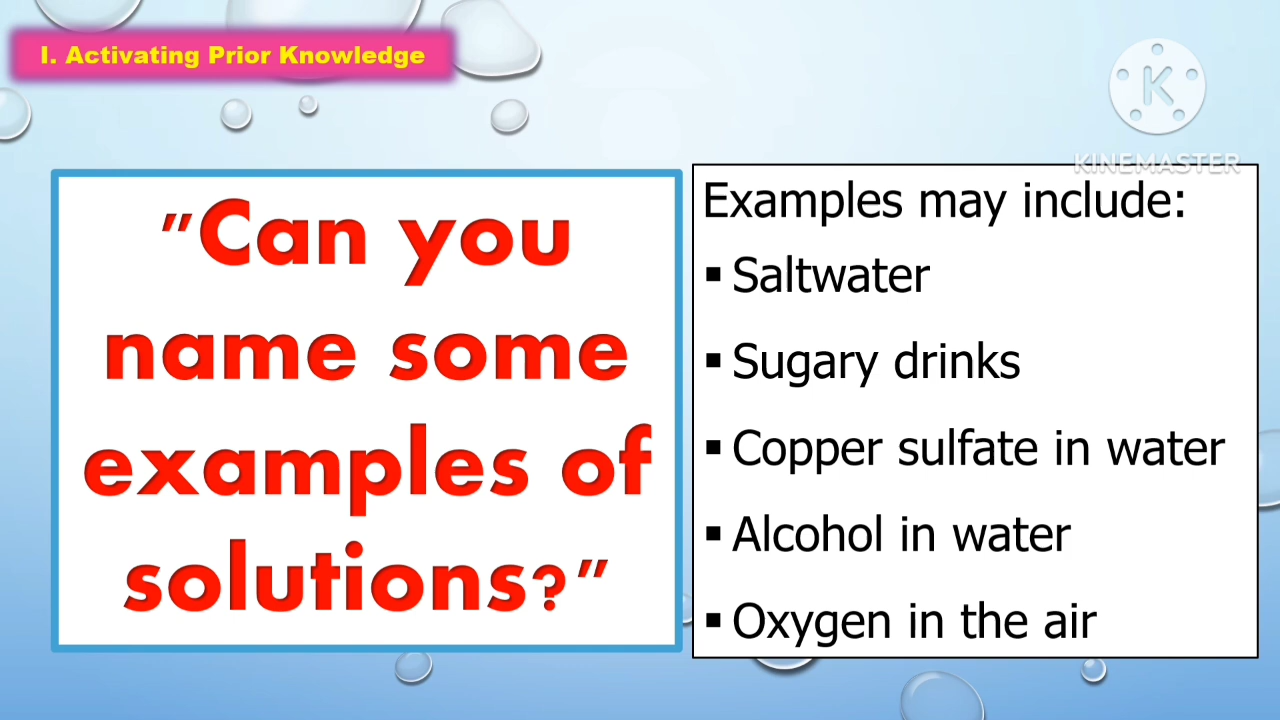 I. Activating Prior Knowledge
K
KINEMASTER
"Can you
name some
examples of
solutions?"
Examples may include:
▪ Saltwater
▪ Sugary drinks
▪ Copper sulfate in water
▪ Alcohol in water
▪ Oxygen in the air